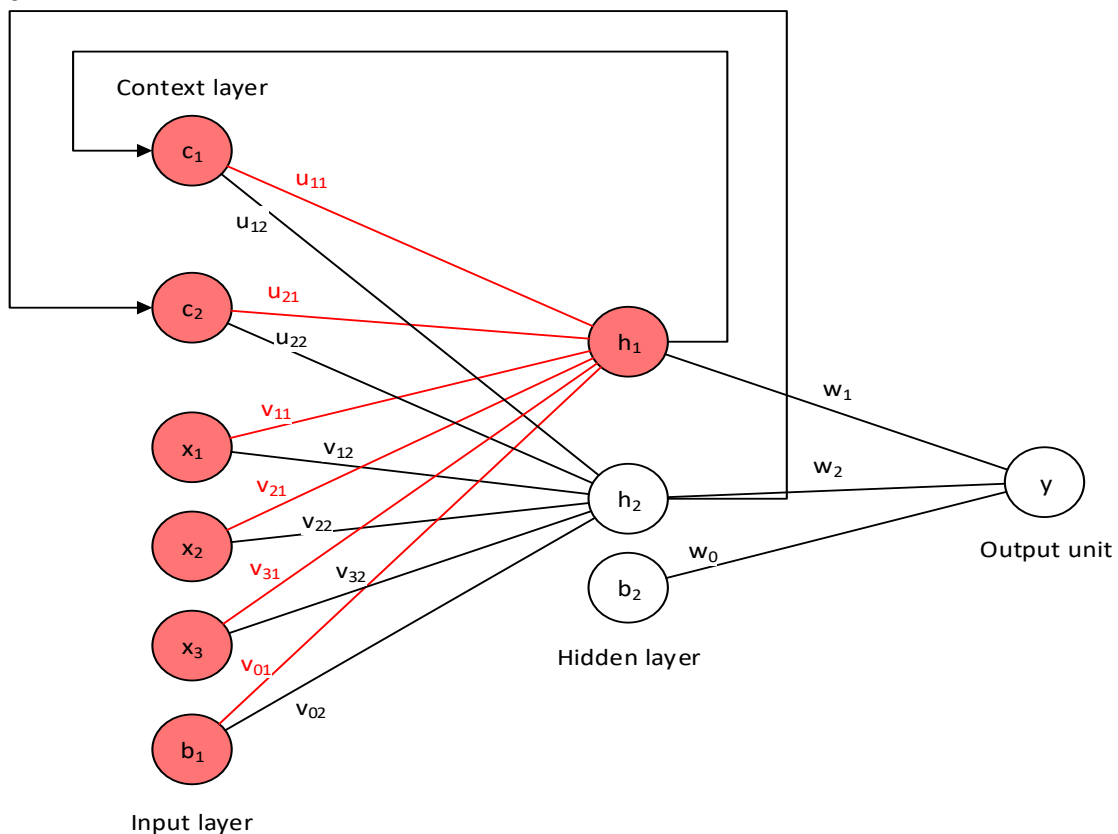 Context layer
c₁
u₁₁
u₁₂
c₂
u₂₁
u₂₂
h₁
w₁
v₁₁
x₁
v₁₂
w₂
v₂₁
h₂
y
v₂₂
x₂
w₀
Output unit
v₃₁
v₃₂
b₂
x₃
Hidden layer
v₀₁
v₀₂
b₁
Input layer